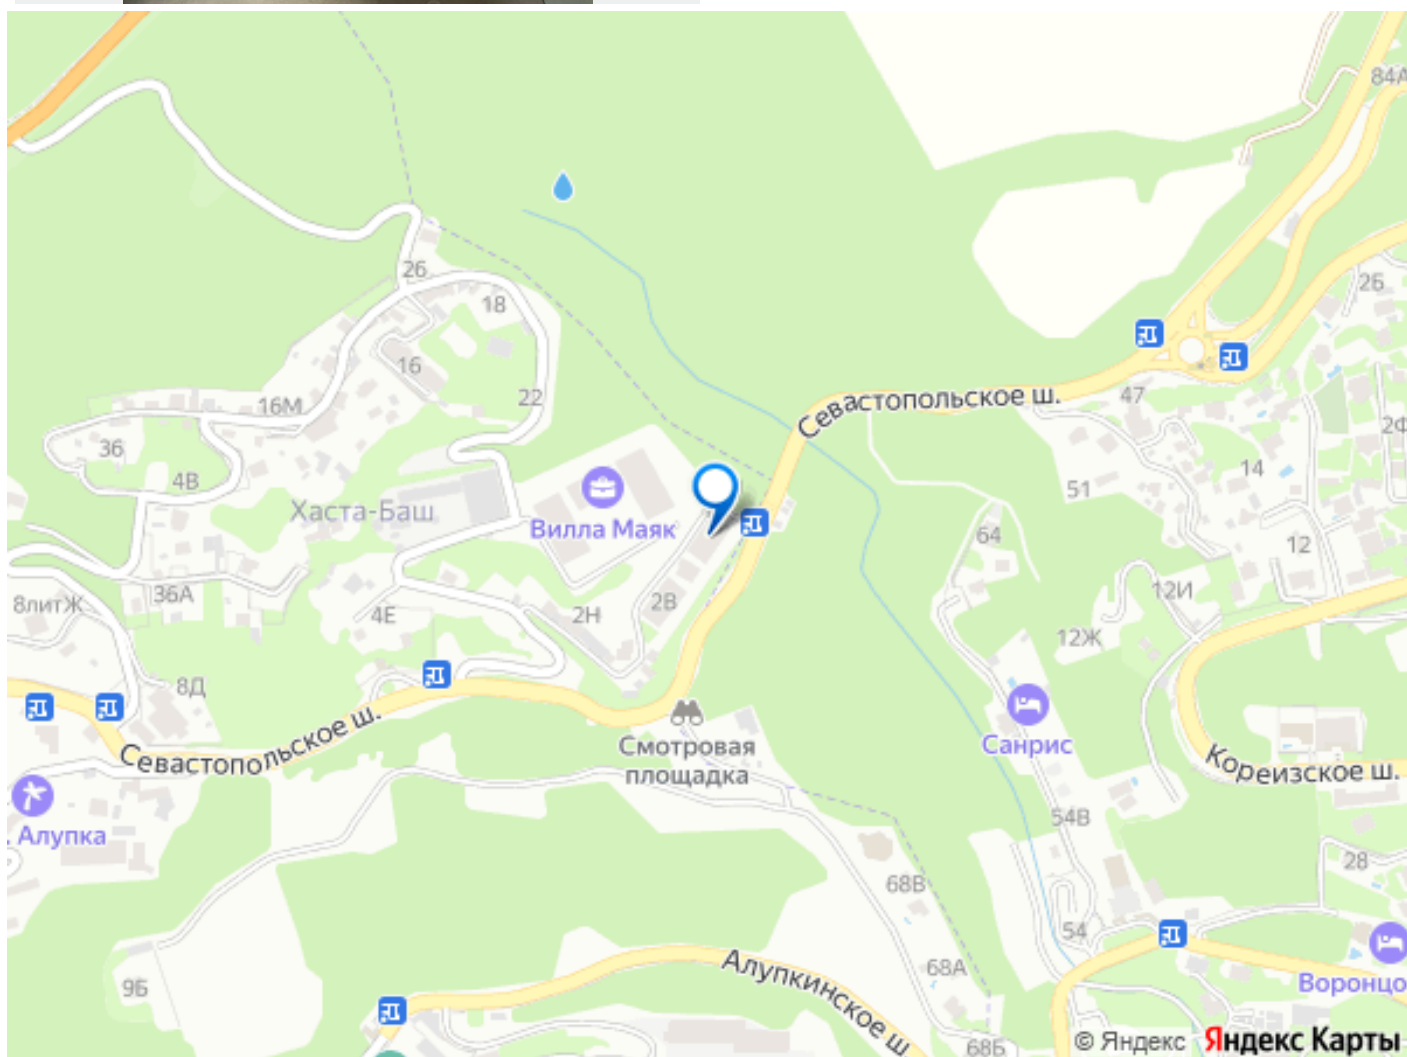 84А
2Б
26
18
16
22
16М
Севастопольское ш.
47
2Ф
36
4В
14
51
Хаста-Баш
Вилла Маяк
64
12
36А
8литЖ
4Е
2Н
2В
12И
12Ж
8Д
Севастопольское ш.
Смотровая
площадка
Санрис
Кореизское ш.
Алупка
54В
28
68В
54
68А
Алупкинское ш
9Б
Воронцо
68Б
© Яндекс Яндекс Карты